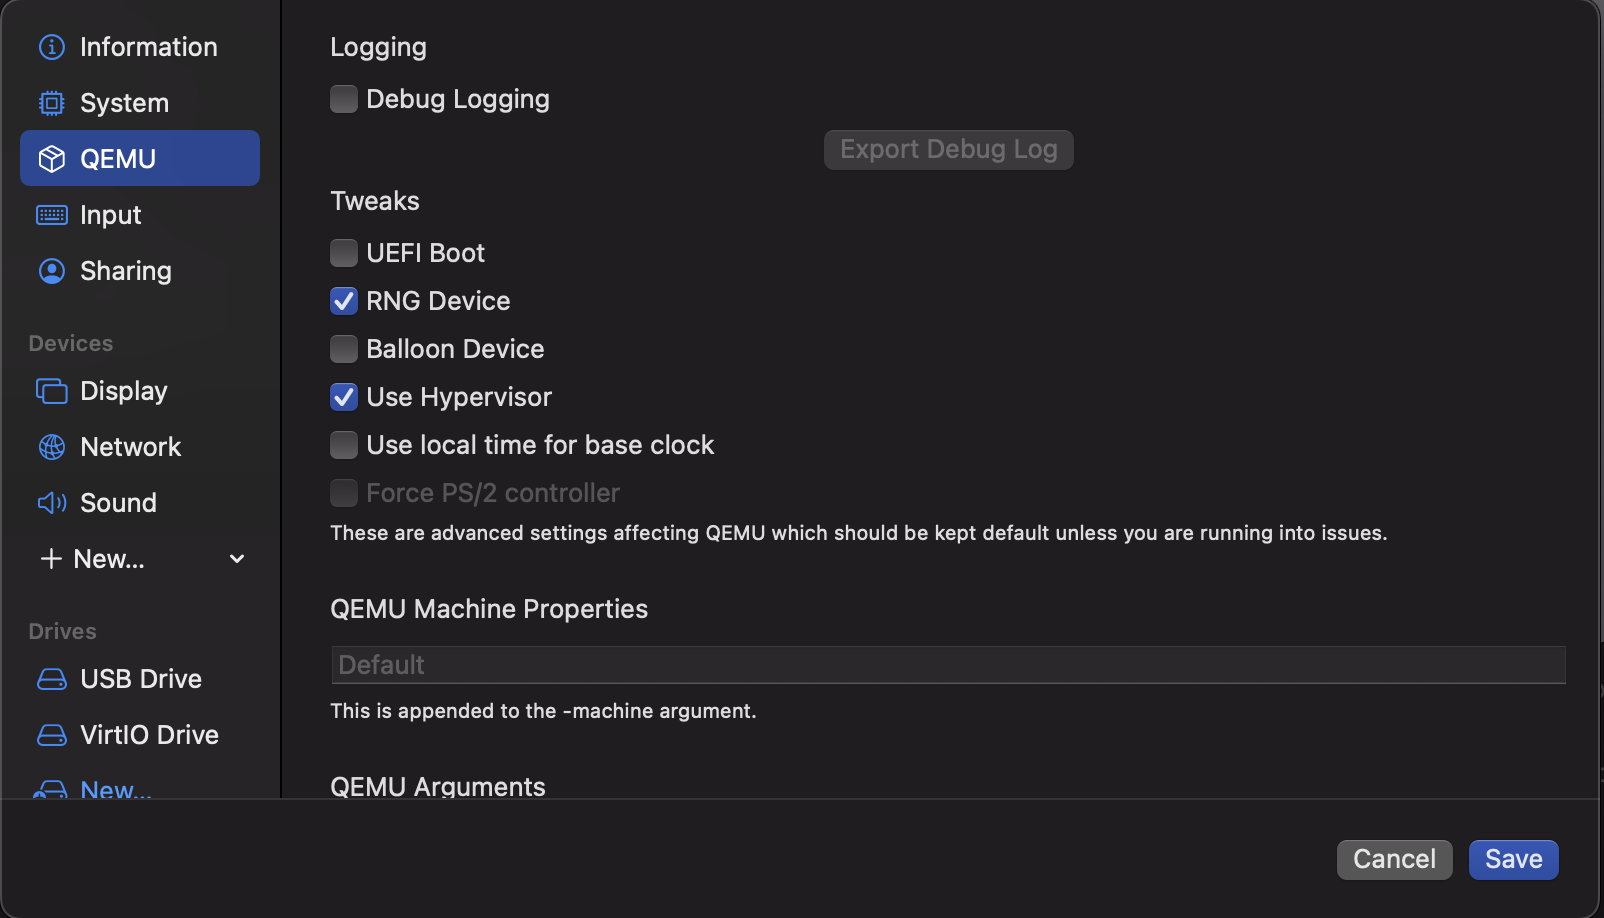 Information
System
QEMU
Input
Sharing
Devices
Display
Network
Sound
New...
Drives
USB Drive
VirtIO Drive
New...
Logging
Debug Logging
Export Debug Log
Tweaks
UEFI Boot
RNG Device
Balloon Device
Use Hypervisor
Use local time for base clock
Force PS/2 controller
These are advanced settings affecting QEMU which should be kept default unless you are running into issues.
QEMU Machine Properties
Default
This is appended to the -machine argument.
QEMU Arguments
Cancel
Save